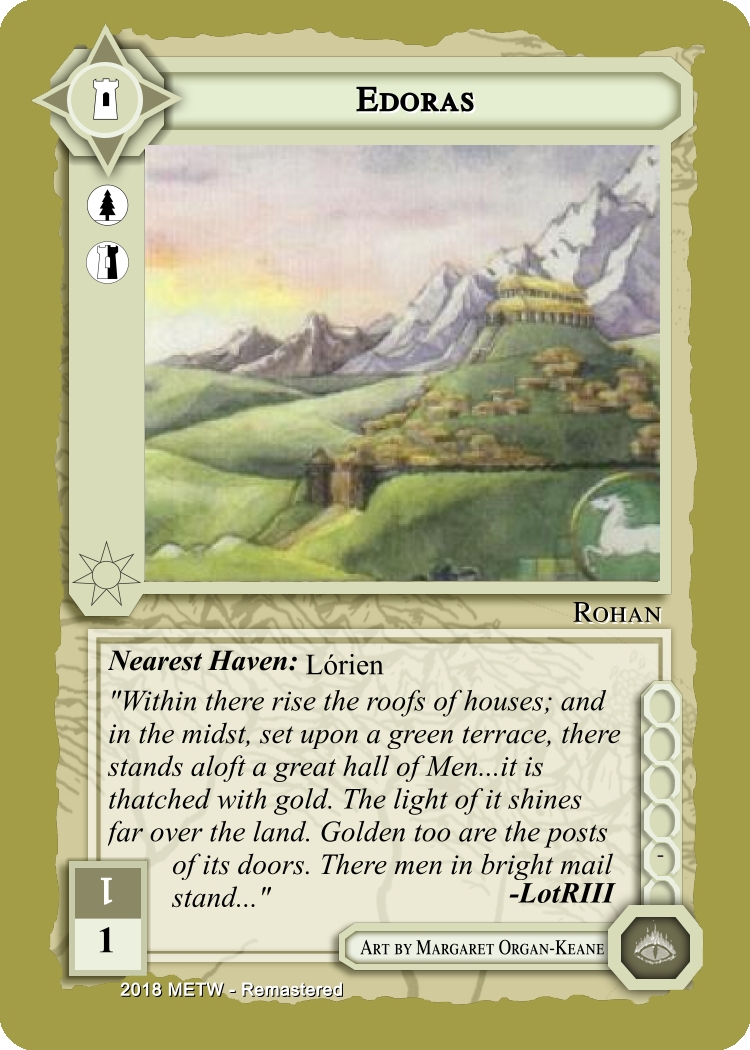 EDORAS
ROHAN
Nearest Haven: Lórien
"Within there rise the roofs of houses; and
in the midst, set upon a green terrace, there
stands aloft a great hall of Men...it is
thatched with gold. The light of it shines
far over the land. Golden too are the posts
of its doors. There men in bright mail
stand..."
-LotRIII
-
1
1
ART BY MARGARET ORGAN-KEANE
2018 METW - Remastered